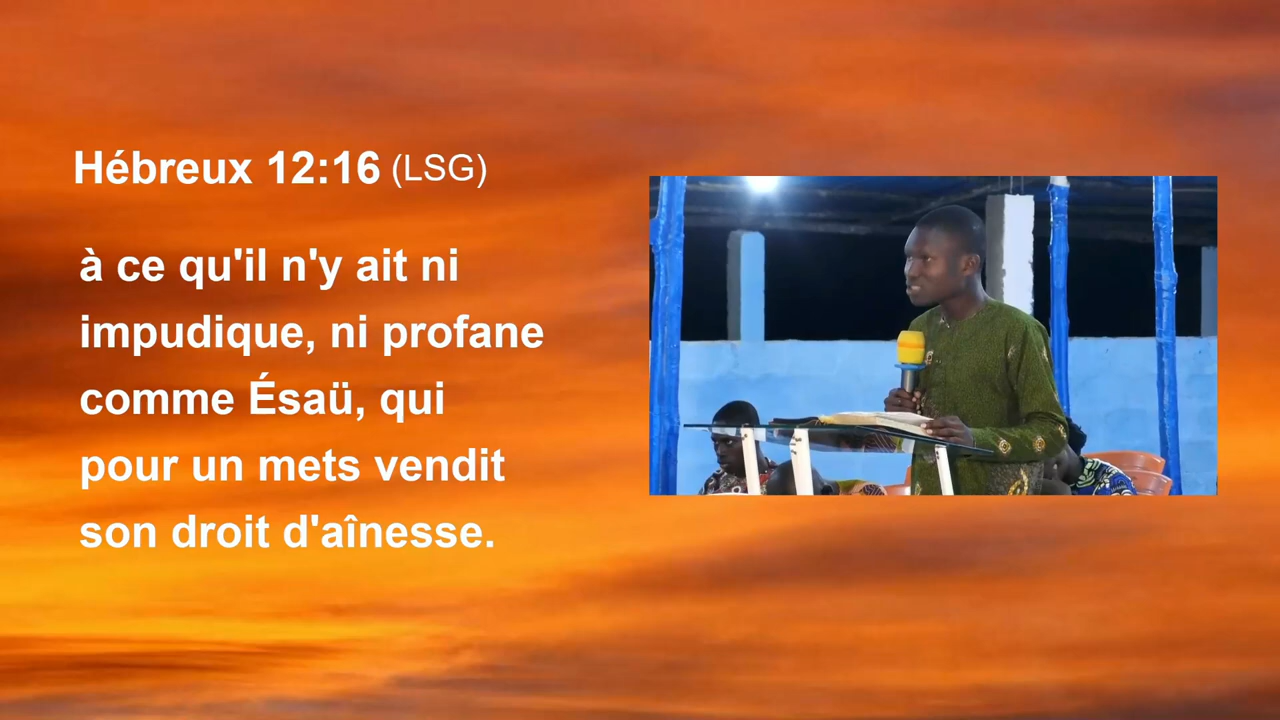 Hébreux 12:16 (LSG)
à ce qu'il n'y ait ni
impudique, ni profane
comme Ésaü, qui
pour un mets vendit
son droit d'aînesse.